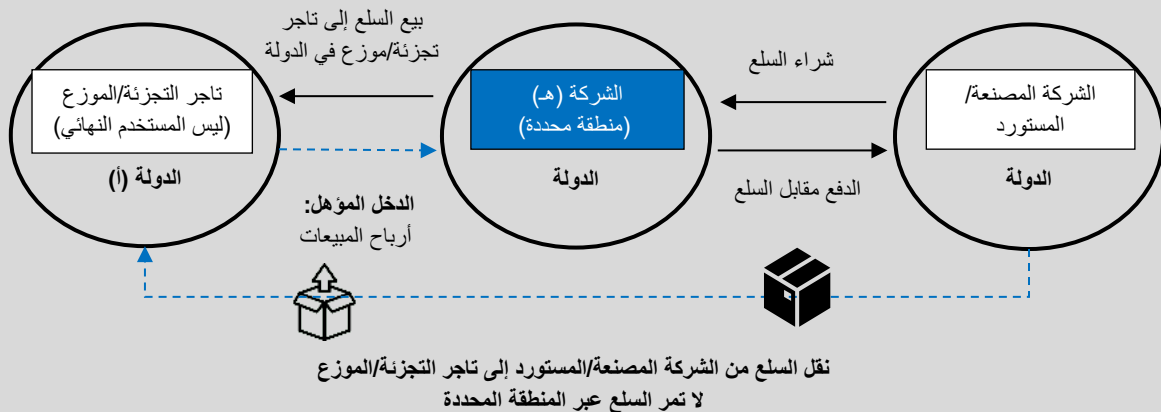 شراء السلع
الشركة المصنعة/
المستورد
الدولة
الدفع مقابل السلع
الشركة (هـ)
(منطقة محددة)
الدولة
بيع السلع إلى تاجر
تجزئة/موزع في الدولة
تاجر التجزئة/الموزع
(ليس المستخدم النهائي)
الدولة (أ)
الدخل المؤهل:
أرباح المبيعات
نقل السلع من الشركة المصنعة/المستورد إلى تاجر التجزئة/الموزع
لا تمر السلع عبر المنطقة المحددة